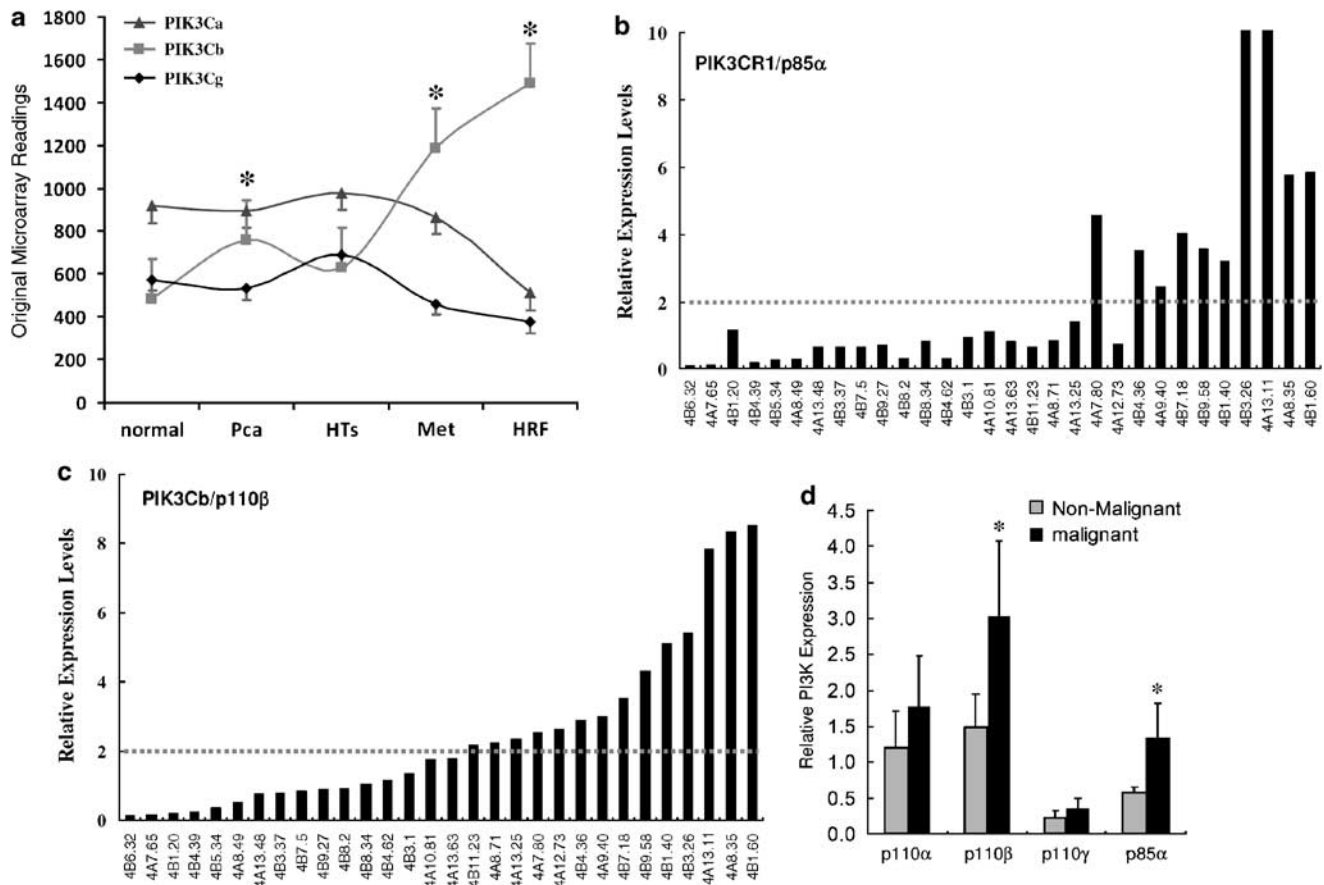 a
1800
1600
1400
1200
1000
800
600
400
200
0
Original Microarray Readings
PIK3Ca
PIK3Cb
PIK3Cg
*
*
*
normal Pca HTs Met HRF
b
PIK3CR1/p85α
10
8
6
4
2
0
Relative Expression Levels
4B6.32
4A7.65
4B1.20
4B4.39
4B5.34
4A8.49
4A13.48
4B3.37
4B7.5
4B9.27
4B8.2
4B8.34
4B4.62
4B3.1
4A10.81
4A13.63
4B11.23
4A8.71
4A13.25
4A7.80
4A12.73
4B4.36
4A9.40
4B7.18
4B9.58
4B1.40
4B3.26
4A13.11
4A8.35
4B1.60
c
PIK3Cb/p110β
10
8
6
4
2
0
Relative Expression Levels
4B6.32
4A7.65
4B1.20
4B4.39
4B5.34
4A8.49
4A13.48
4B3.37
4B7.5
4B9.27
4B8.2
4B8.34
4B4.62
4B3.1
4A10.81
4A13.63
4B11.23
4A8.71
4A13.25
4A7.80
4A12.73
4B4.36
4A9.40
4B7.18
4B9.58
4B1.40
4B3.26
4A13.11
4A8.35
4B1.60
d
Non-Malignant
malignant
4.5
4.0
3.5
3.0
2.5
2.0
1.5
1.0
0.5
0.0
Relative PI3K Expression
*
*
p110α p110β p110γ p85α